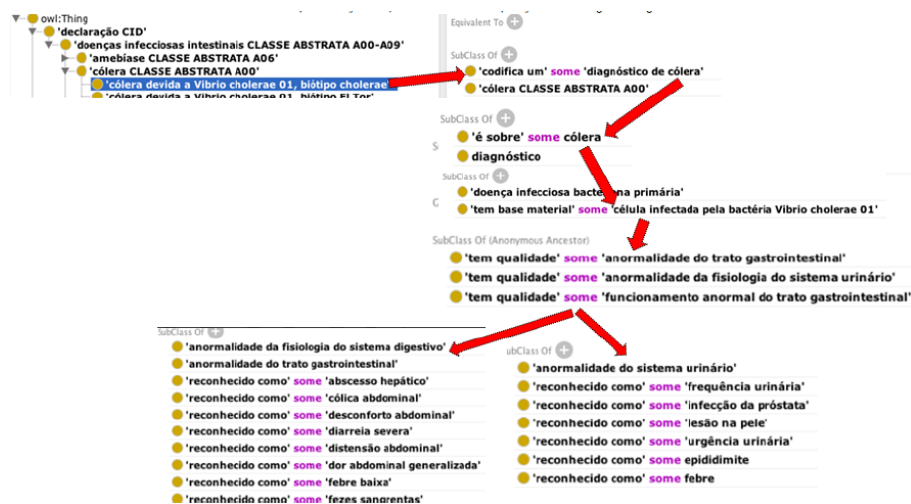 owl:Thing
'declaração CID'
'doenças infecciosas intestinais CLASSE ABSTRATA A00-A09'
'amebíase CLASSE ABSTRATA A06'
'cólera CLASSE ABSTRATA A00'
'cólera devida a Vibrio cholerae 01, biótipo cholerae'
'cólera devida a Vibrio cholerae 01, biótipo El Tor'
Equivalent To
SubClass Of
'codifica um' some 'diagnóstico de cólera'
'cólera CLASSE ABSTRATA A00'
SubClass Of
'é sobre' some cólera
S
diagnóstico
SubClass Of
'doença infecciosa bacteriana primária'
'tem base material' some 'célula infectada pela bactéria Vibrio cholerae 01'
SubClass Of (Anonymous Ancestor)
'tem qualidade' some 'anormalidade do trato gastrointestinal'
'tem qualidade' some 'anormalidade da fisiologia do sistema urinário'
'tem qualidade' some 'funcionamento anormal do trato gastrointestinal'
SubClass Of
'anormalidade da fisiologia do sistema digestivo'
'anormalidade do trato gastrointestinal'
'reconhecido como' some 'abscesso hepático'
'reconhecido como' some 'cólica abdominal'
'reconhecido como' some 'desconforto abdominal'
'reconhecido como' some 'diarreia severa'
'reconhecido como' some 'distensão abdominal'
'reconhecido como' some 'dor abdominal generalizada'
'reconhecido como' some 'febre baixa'
'reconhecido como' some 'fezes sangrentas'
ubClass Of
'anormalidade do sistema urinário'
'reconhecido como' some 'frequência urinária'
'reconhecido como' some 'infecção da próstata'
'reconhecido como' some 'lesão na pele'
'reconhecido como' some 'urgência urinária'
'reconhecido como' some epididimite
'reconhecido como' some febre